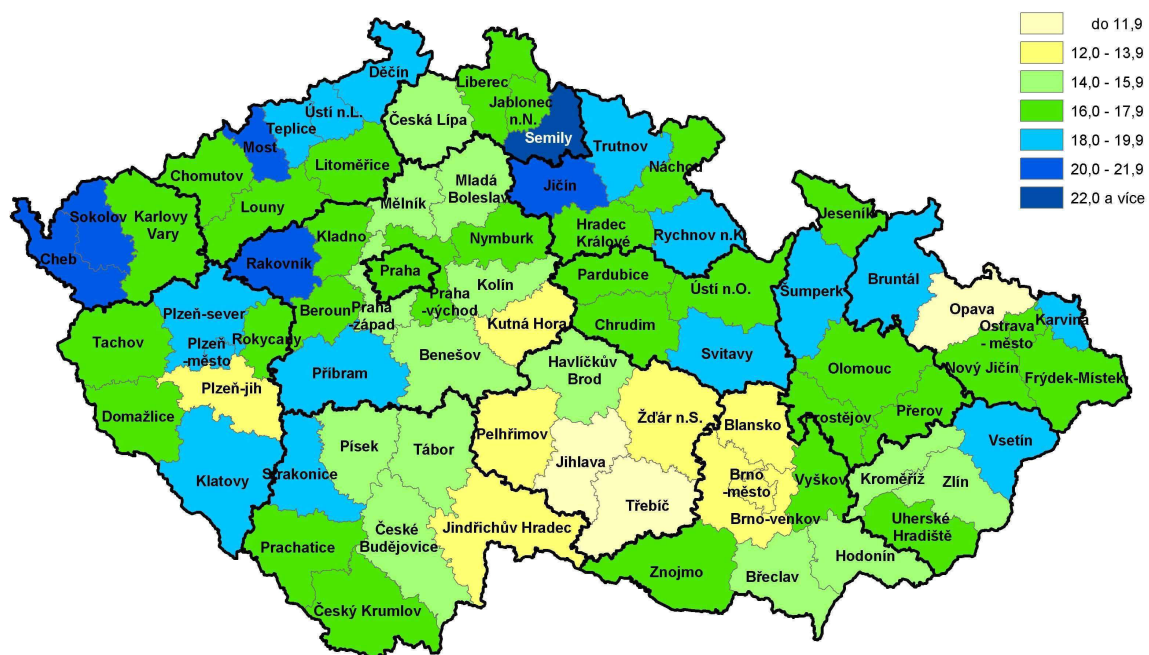 do 11,9
12,0 - 13,9
14,0 - 15,9
16,0 - 17,9
18,0 - 19,9
20,0 - 21,9
22,0 a více
Děčín
Liberec
Ústí n.L.
Jablonec
n.N.
Teplice
Česká Lípa
Most
Semily
Trutnov
Litoměřice
Náchod
Chomutov
Mladá
Boleslav
Jičín
Mělník
Louny
Sokolov
Karlovy
Vary
Kladno
Hradec
Králové
Jeseník
Nymburk
Rychnov n.K
Cheb
Rakovník
Praha
Pardubice
Bruntál
Kolín
Praha
-východ
Ústí n.O.
Šumperk
Opava
Beroun
Praha
-západ
Plzeň-sever
Kutná Hora
Chrudim
Ostrava
-město
Karviná
Rokycany
Tachov
Plzeň
-město
Benešov
Svitavy
Havlíčkův
Brod
Nový Jičín
Příbram
Olomouc
Frýdek-Místek
Plzeň-jih
Domažlice
Žďár n.S.
Prostějov
Přerov
Blansko
Pelhřimov
Písek
Tábor
Vsetín
Jihlava
Strakonice
Klatovy
Brno
-město
Vyškov
Kroměříž
Zlín
Třebíč
Brno-venkov
Jindřichův Hradec
České
Budějovice
Uherské
Hradiště
Prachatice
Hodonín
Znojmo
Břeclav
Český Krumlov